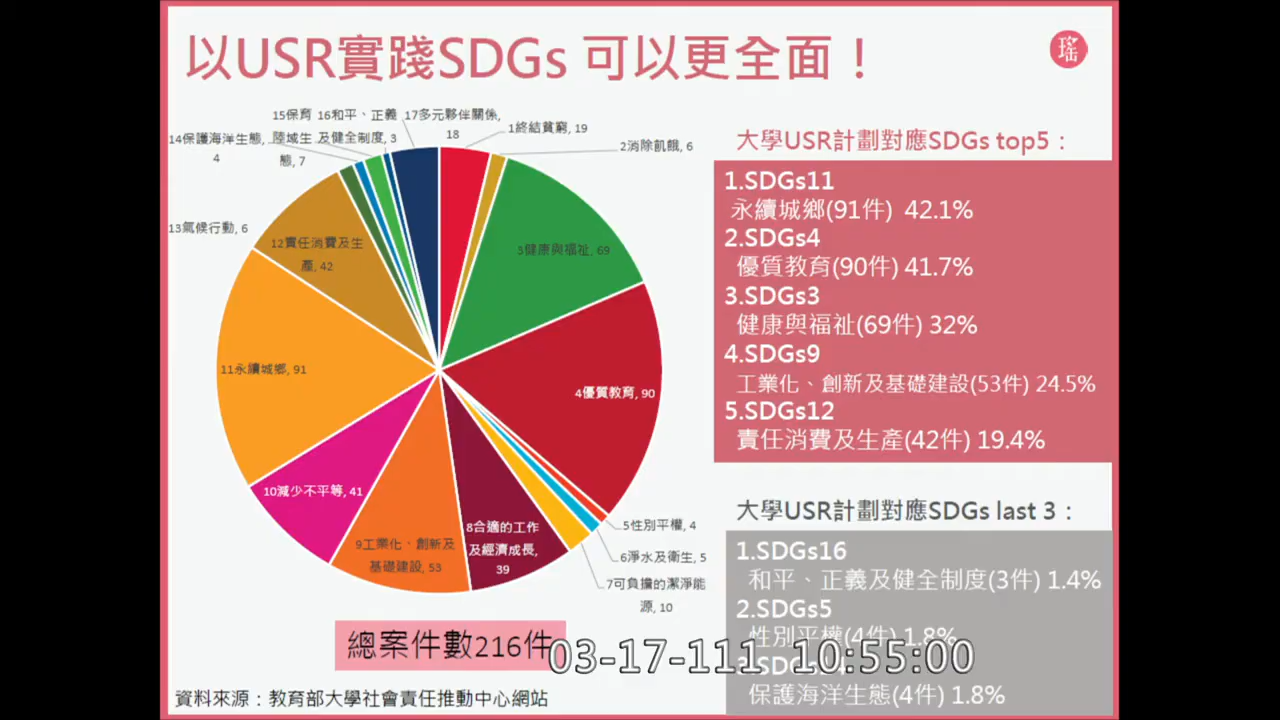 以USR實踐SDGs 可以更全面！
瑤
15保育
陸域生
態, 7
16和平、正義
及健全制度, 3
17多元夥伴關係,
18
1終結貧窮, 19
2消除飢餓, 6
14保護海洋生態,
4
13氣候行動, 6
12責任消費及生
產, 42
3健康與福祉, 69
11永續城鄉, 91
4優質教育, 90
10減少不平等, 41
9工業化、創新及
基礎建設, 53
8合適的工作
及經濟成長,
39
5性別平權, 4
6淨水及衛生, 5
7可負擔的潔淨能
源, 10
總案件數216件
資料來源：教育部大學社會責任推動中心網站
大學USR計劃對應SDGs top5：
1.SDGs11
永續城鄉(91件) 42.1%
2.SDGs4
優質教育(90件) 41.7%
3.SDGs3
健康與福祉(69件) 32%
4.SDGs9
工業化、創新及基礎建設(53件) 24.5%
5.SDGs12
責任消費及生產(42件) 19.4%
大學USR計劃對應SDGs last 3：
1.SDGs16
和平、正義及健全制度(3件) 1.4%
2.SDGs5
性別平權(4件) 1.8%
保護海洋生態(4件) 1.8%
03-17-111 10:55:00